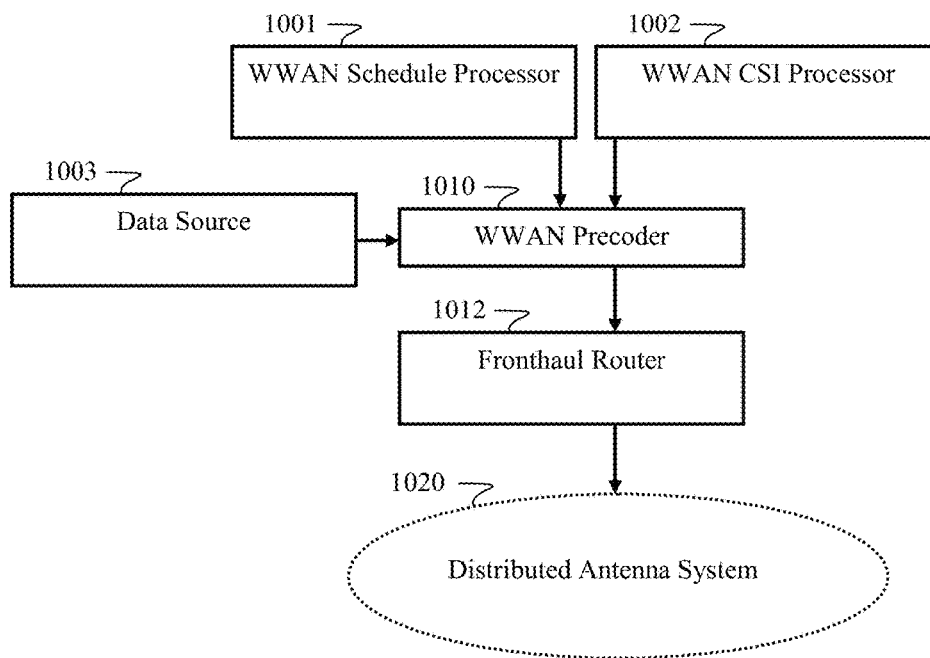 1001
1002
WWAN Schedule Processor
WWAN CSI Processor
1003
1010
Data Source
WWAN Precoder
1012
Fronthaul Router
1020
Distributed Antenna System